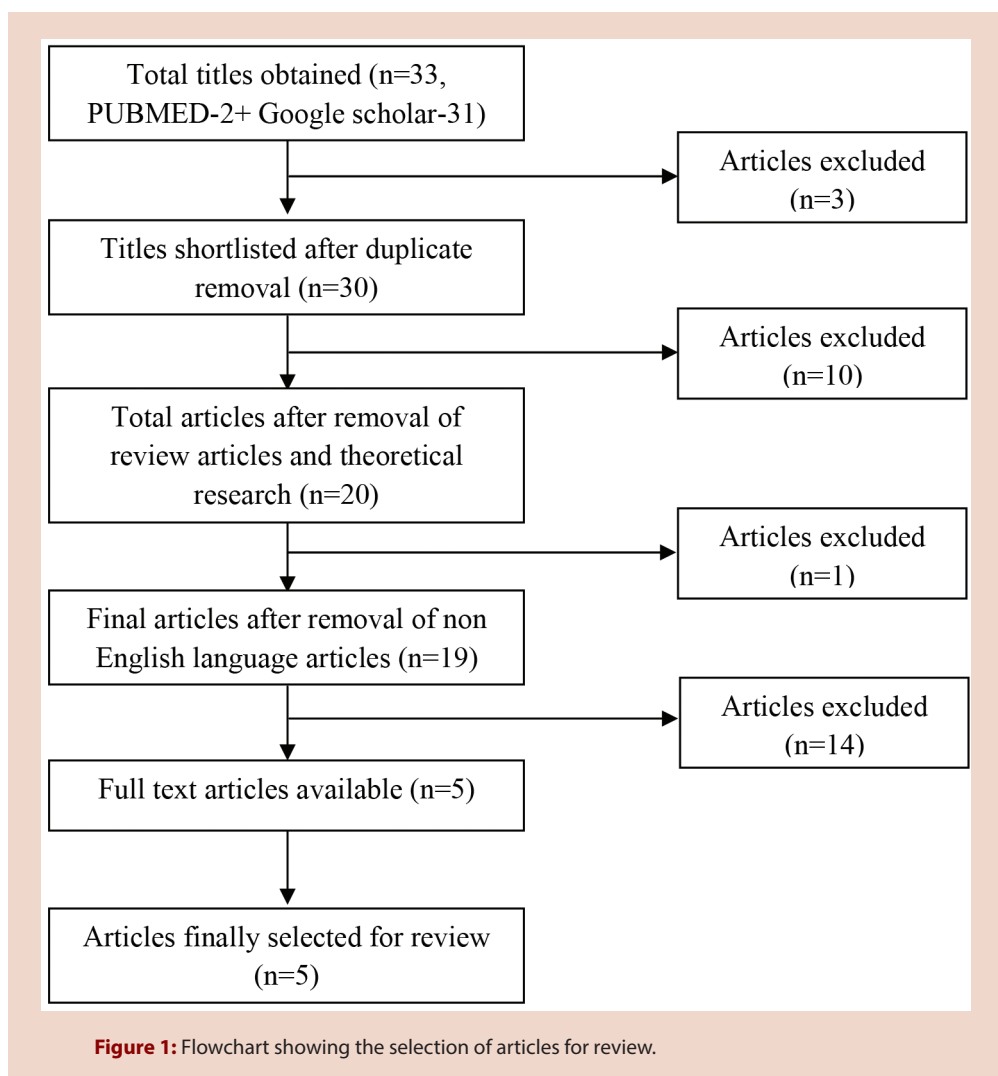 Total titles obtained (n=33,
PUBMED-2+ Google scholar-31)
Articles excluded
(n=3)
Titles shortlisted after duplicate
removal (n=30)
Articles excluded
(n=10)
Total articles after removal of
review articles and theoretical
research (n=20)
Articles excluded
(n=1)
Final articles after removal of non
English language articles (n=19)
Articles excluded
(n=14)
Full text articles available (n=5)
Articles finally selected for review
(n=5)
Figure 1: Flowchart showing the selection of articles for review.